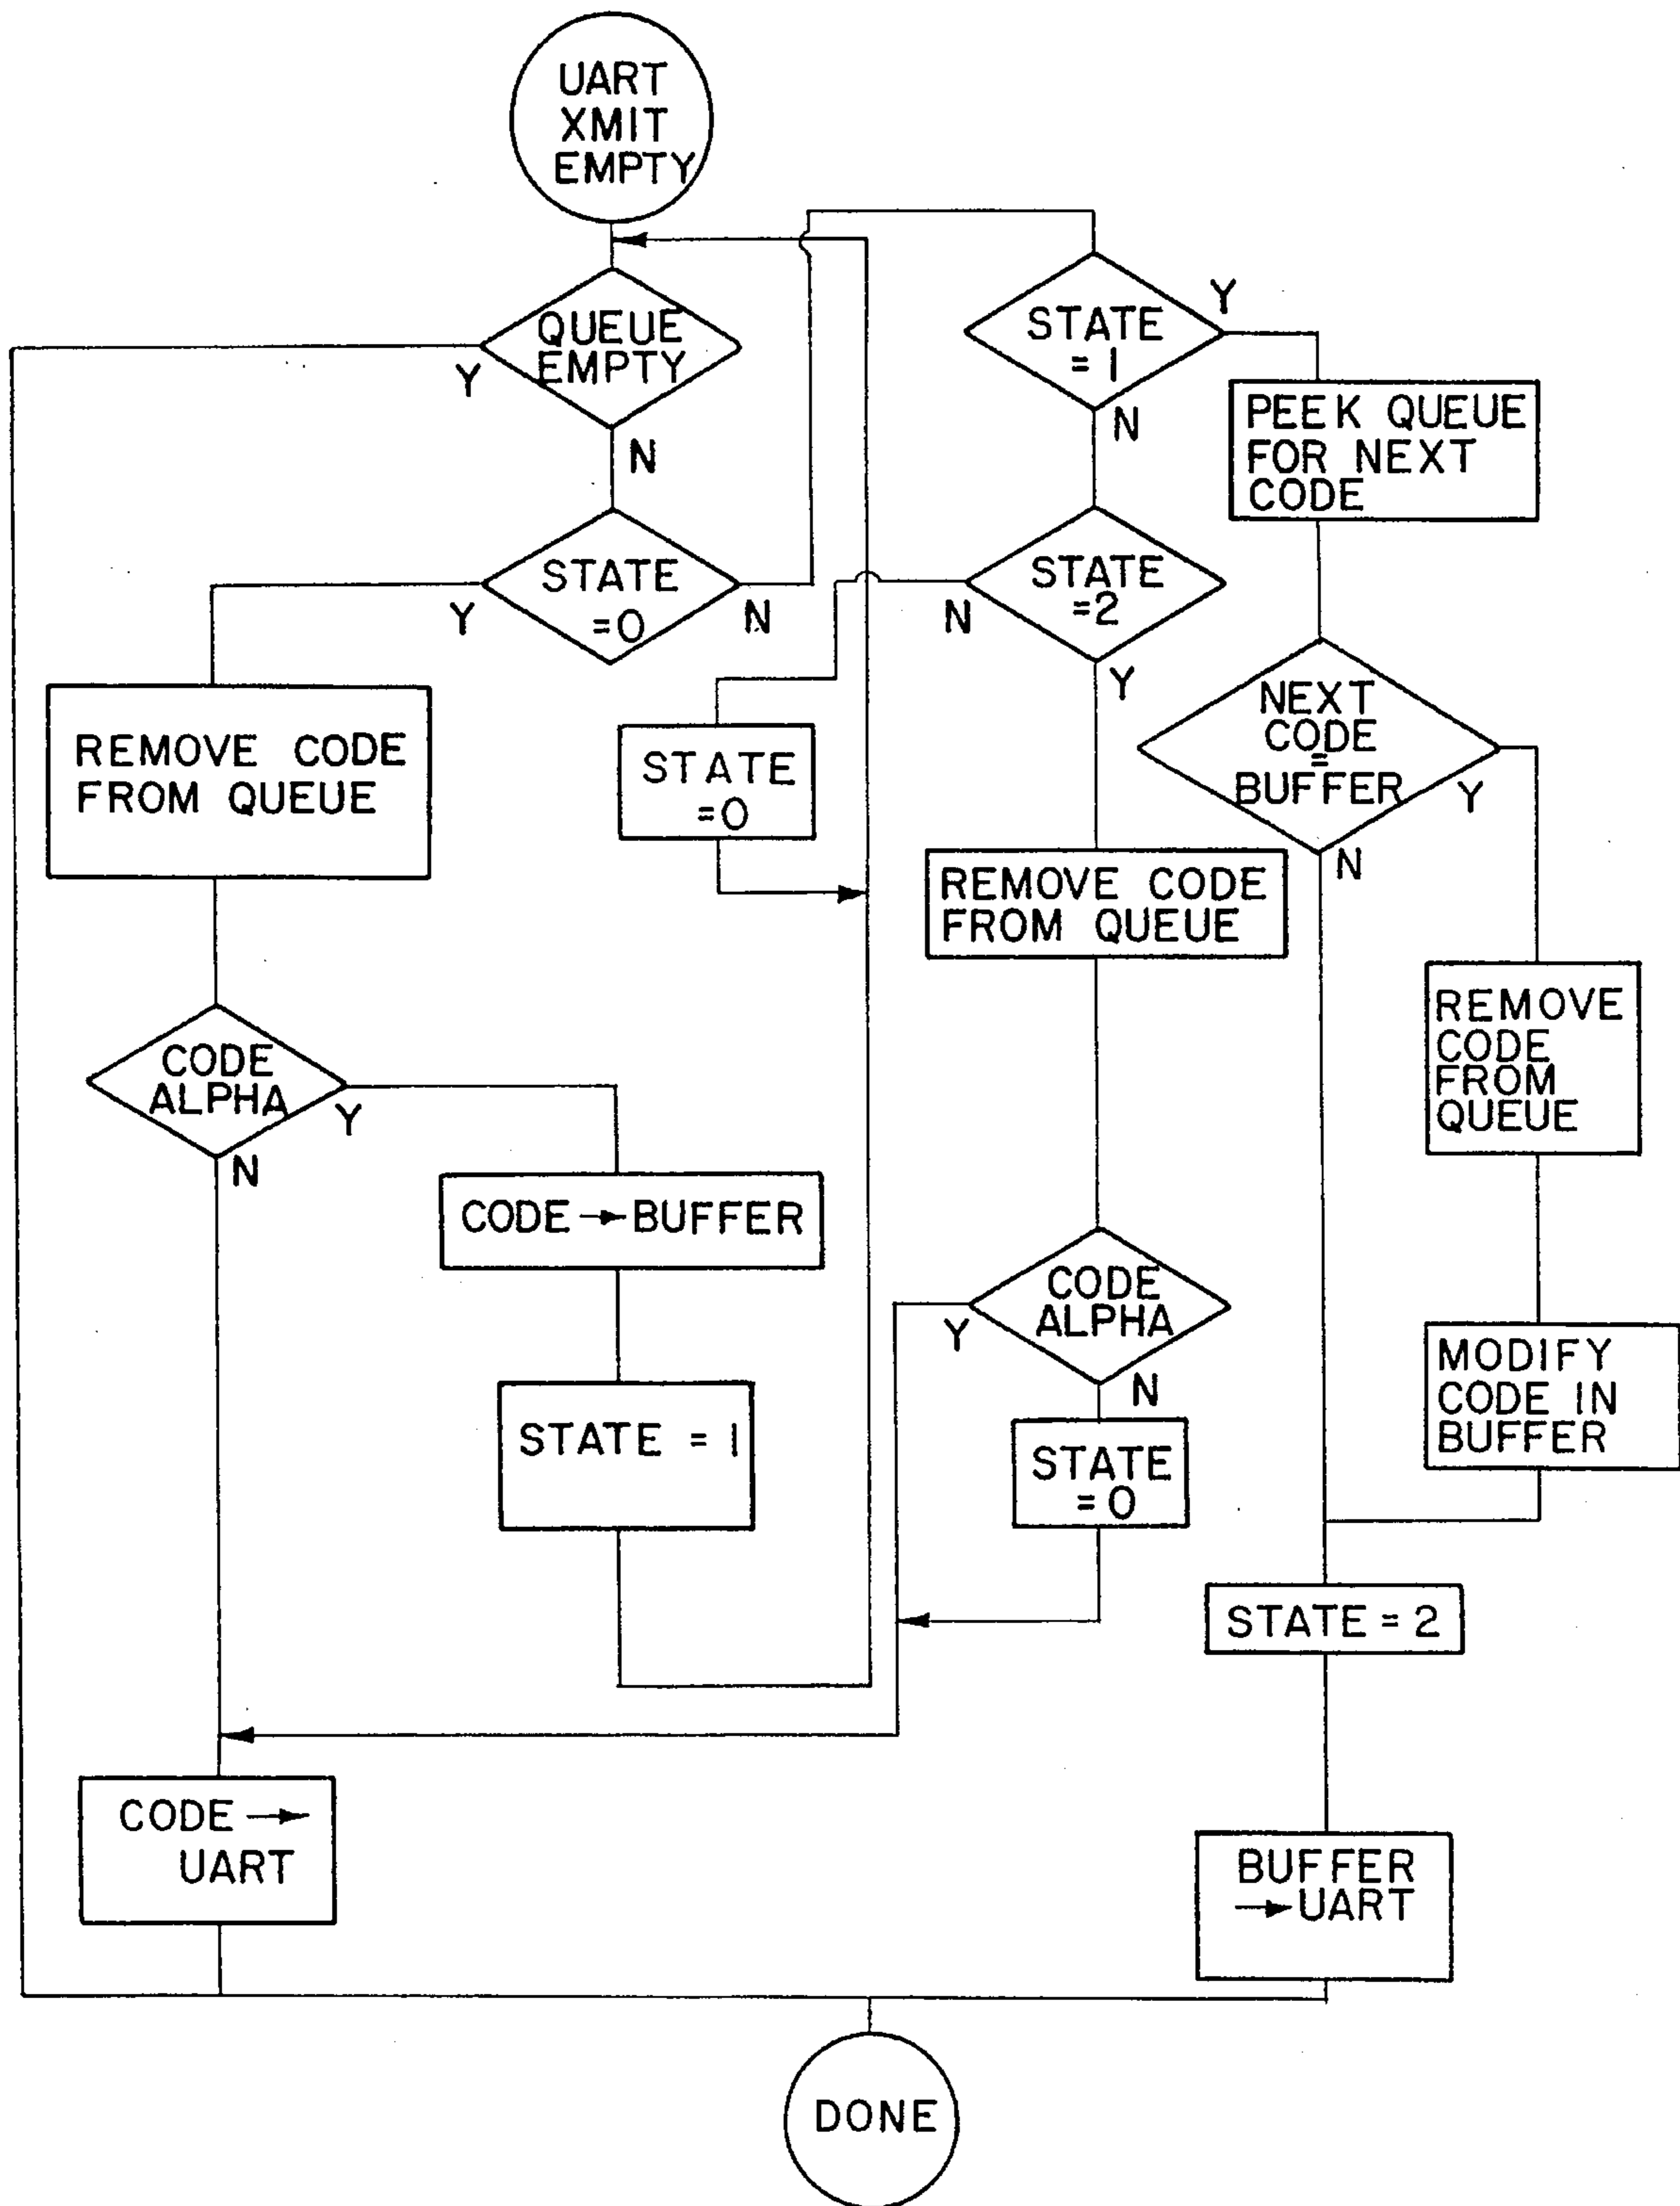 UART
XMIT
EMPTY
QUEUE
EMPTY
Y
N
STATE
=0
Y
N
STATE
= 1
Y
N
PEEK QUEUE
FOR NEXT
CODE
STATE
=2
N
Y
NEXT
CODE
=
BUFFER
Y
N
REMOVE CODE
FROM QUEUE
STATE
=0
REMOVE CODE
FROM QUEUE
REMOVE
CODE
FROM
QUEUE
CODE
ALPHA
Y
N
CODE → BUFFER
STATE = 1
CODE
ALPHA
Y
N
STATE
= 0
MODIFY
CODE IN
BUFFER
STATE = 2
CODE →
UART
BUFFER
→ UART
DONE